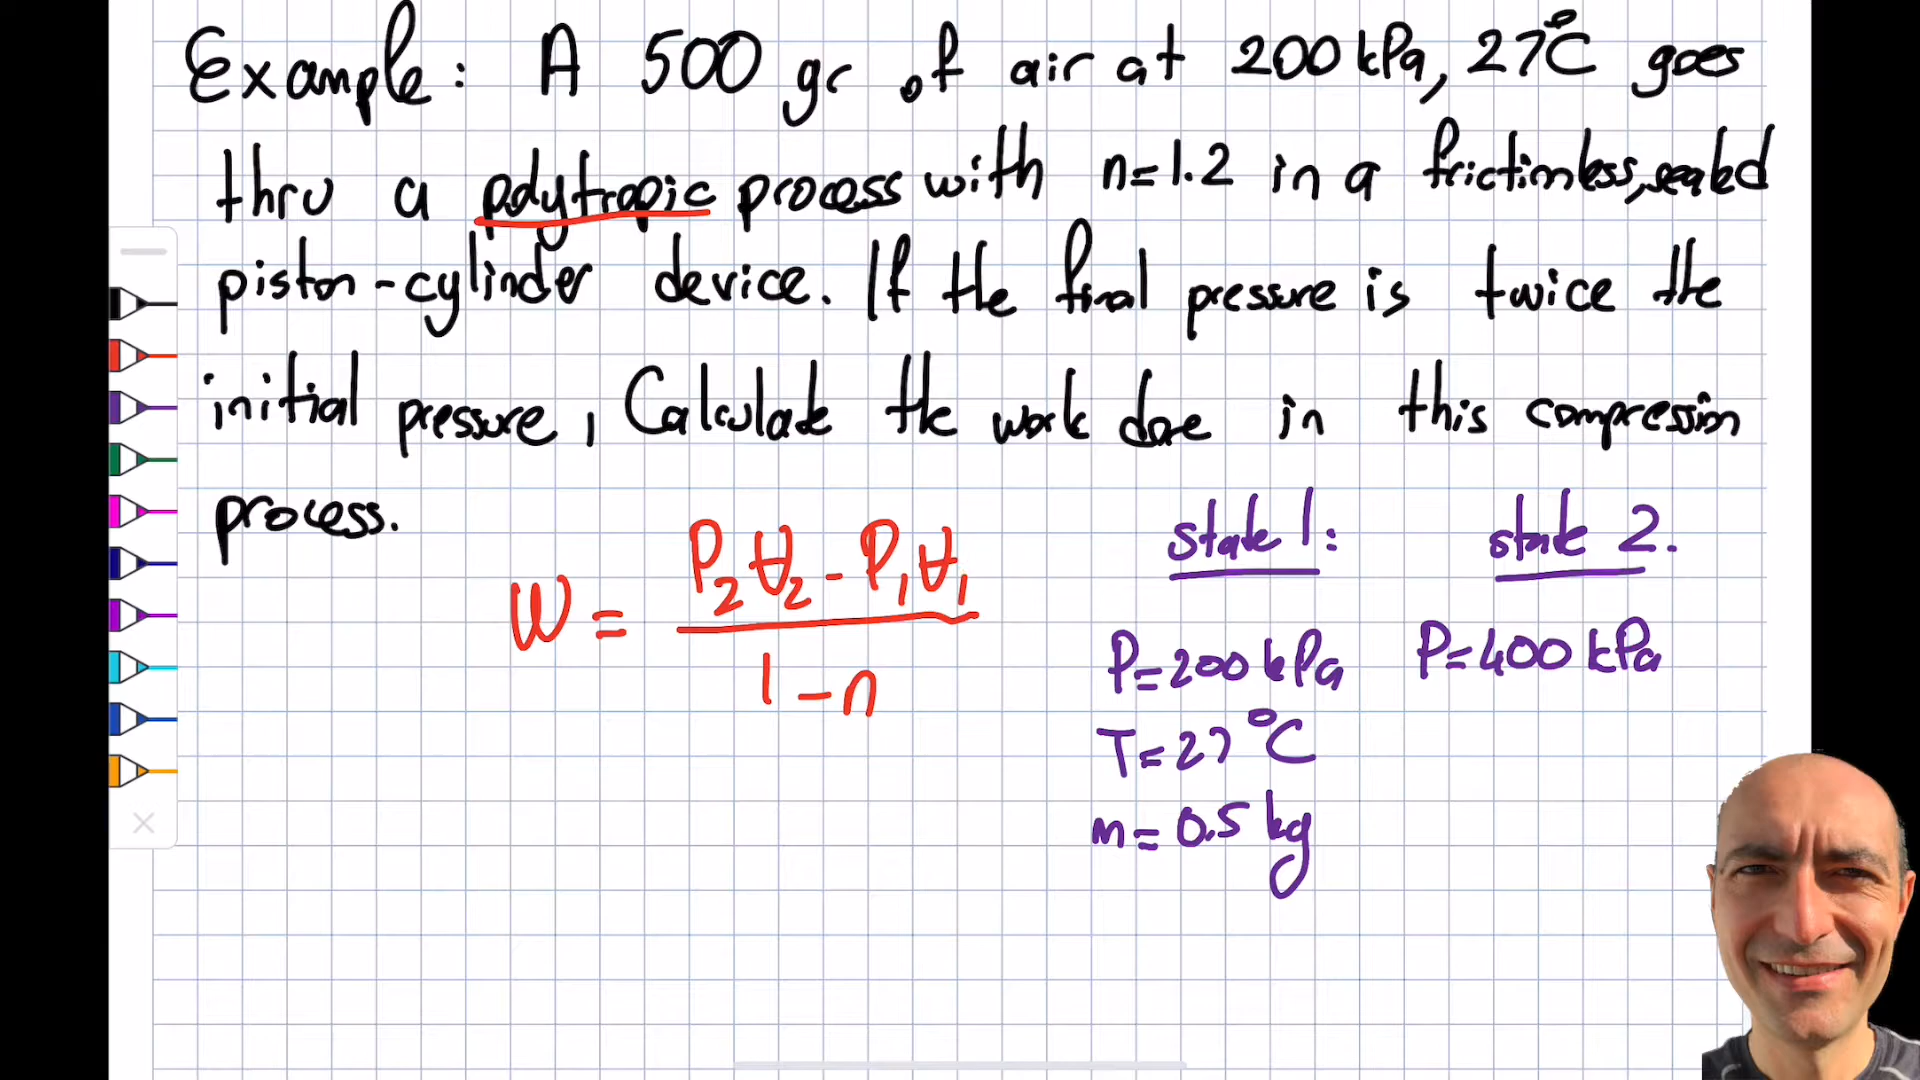 Example: A 500 gr of air at 200 kPa, 27°C goes
thru a polytropic process with n=1.2 in a frictionless, sealed
piston-cylinder device. If the final pressure is twice the
initial pressure, Calculate the work done in this compression
process.
W = P₂V₂ - P₁V₁ / 1-n
state 1: state 2.
P=200 kPa P=400 kPa
T=27°C
m=0.5 kg